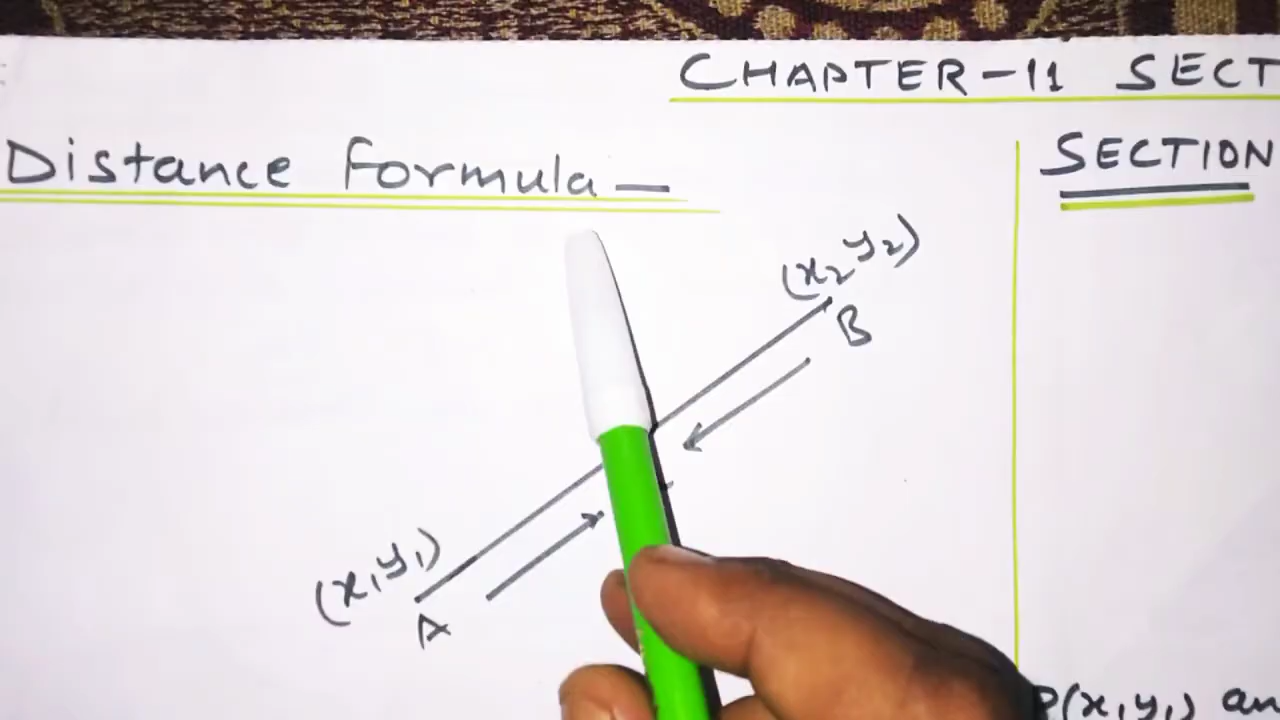 CHAPTER-11 SECT
Distance formula -
SECTION
(x₂ y₂)
B
(x₁ y₁)
A
P(x₁ y₁) an